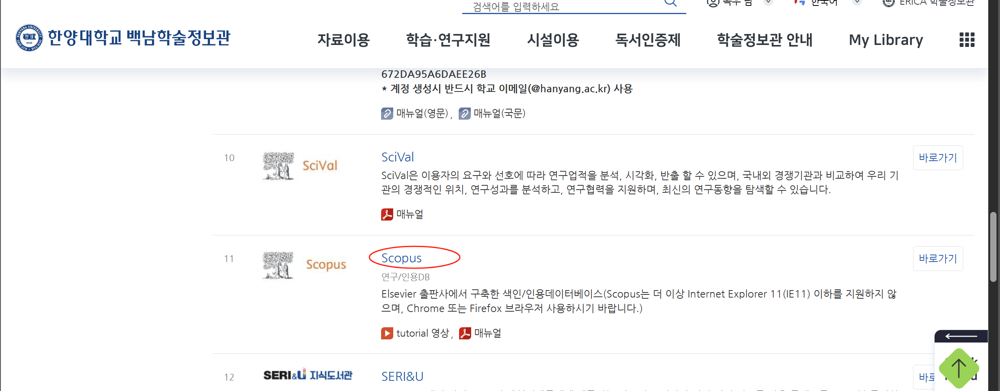 검색어를 입력하세요
한국어
ERICA 학술정보관
HANYANG UNIVERSITY
한양
1939
한양대학교 백남학술정보관
자료이용
학습·연구지원
시설이용
독서인증제
학술정보관 안내
My Library
672DA95A6DAEE26B
* 계정 생성시 반드시 학교 이메일(@hanyang.ac.kr) 사용
매뉴얼(영문) , 매뉴얼(국문)
10
SciVal
SciVal
바로가기
SciVal은 이용자의 요구와 선호에 따라 연구업적을 분석, 시각화, 반출 할 수 있으며, 국내외 경쟁기관과 비교하여 우리 기
관의 경쟁적인 위치, 연구성과를 분석하고, 연구협력을 지원하며, 최신의 연구동향을 탐색할 수 있습니다.
매뉴얼
11
Scopus
Scopus
바로가기
연구/인용DB
Elsevier 출판사에서 구축한 색인/인용데이터베이스(Scopus는 더 이상 Internet Explorer 11(IE11) 이하를 지원하지 않
으며, Chrome 또는 Firefox 브라우저 사용하시기 바랍니다.)
tutorial 영상 , 매뉴얼
12
SERI&U 지식도서관
SERI&U